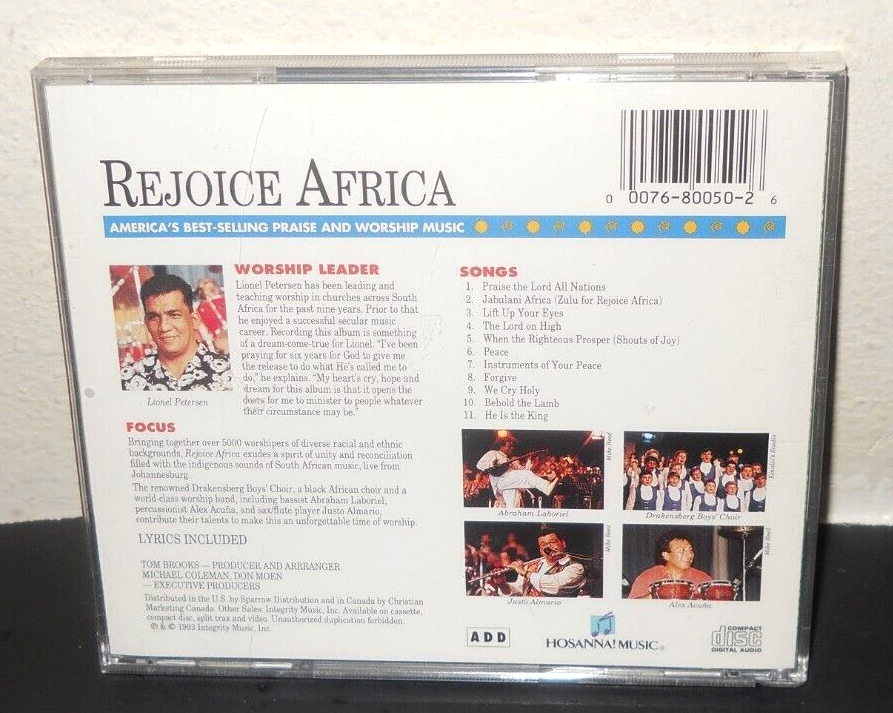 REJOICE AFRICA
0 0076-80050-2 6
AMERICA'S BEST-SELLING PRAISE AND WORSHIP MUSIC
WORSHIP LEADER
Lionel Petersen has been leading and
teaching worship in churches across South
Africa for the past nine years. Prior to that
he enjoyed a successful secular music
career. Recording this album is something
of a dream-come-true for Lionel. "I've been
praying for six years for God to give me
the release to do what He's called me to
do," he explains. "My heart's cry, hope and
dream for this album is that it opens the
doors for me to minister to people whatever
their circumstance may be."
Lionel Petersen
FOCUS
Bringing together over 5000 worshipers of diverse racial and ethnic
backgrounds, Rejoice Africa exudes a spirit of unity and reconciliation
filled with the indigenous sounds of South African music, live from
Johannesburg.
The renowned Drakensberg Boys' Choir, a black African choir and a
world-class worship band, including bassist Abraham Laboriel,
percussionist Alex Acuña, and sax/flute player Justo Almario,
contribute their talents to make this an unforgettable time of worship.
LYRICS INCLUDED
TOM BROOKS — PRODUCER AND ARRRANGER
MICHAEL COLEMAN, DON MOEN
— EXECUTIVE PRODUCERS
Distributed in the U.S. by Sparrow Distribution and in Canada by Christian
Marketing Canada. Other Sales: Integrity Music, Inc. Available on cassette,
compact disc, split trax and video. Unauthorized duplication forbidden.
℗ & © 1993 Integrity Music, Inc.
SONGS
1. Praise the Lord All Nations
2. Jabulani Africa (Zulu for Rejoice Africa)
3. Lift Up Your Eyes
4. The Lord on High
5. When the Righteous Prosper (Shouts of Joy)
6. Peace
7. Instruments of Your Peace
8. Forgive
9. We Cry Holy
10. Behold the Lamb
11. He Is the King
Mike Reed
Abraham Laboriel
Drakensberg Boys' Choir
Mike Reed
Justo Almario
Mike Reed
Alex Acuña
ADD
HOSANNA! MUSIC®
COMPACT
disc
DIGITAL AUDIO